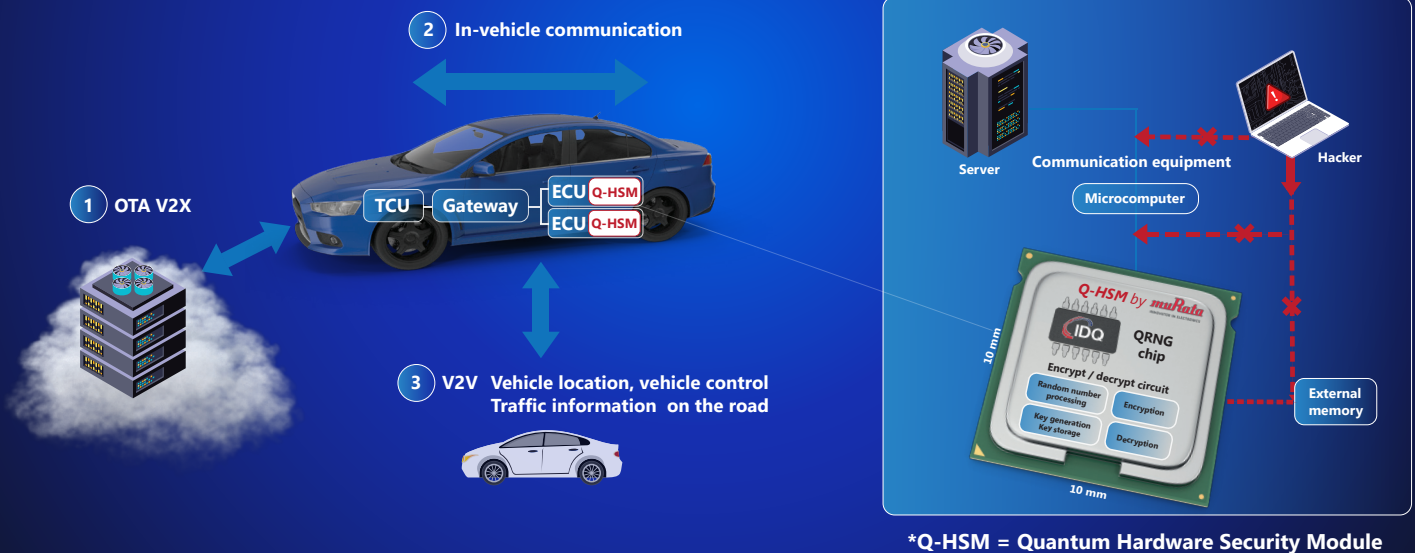 2 In-vehicle communication
1 OTA V2X
TCU
Gateway
ECU Q-HSM
ECU Q-HSM
3 V2V Vehicle location, vehicle control
Traffic information on the road
Server
Hacker
Communication equipment
Microcomputer
Q-HSM by muRata
INNOVATOR IN ELECTRONICS
IDQ
QRNG
chip
Encrypt / decrypt circuit
Random number
processing
Encryption
Key generation
Key storage
Decryption
10 mm
10 mm
External
memory
*Q-HSM = Quantum Hardware Security Module